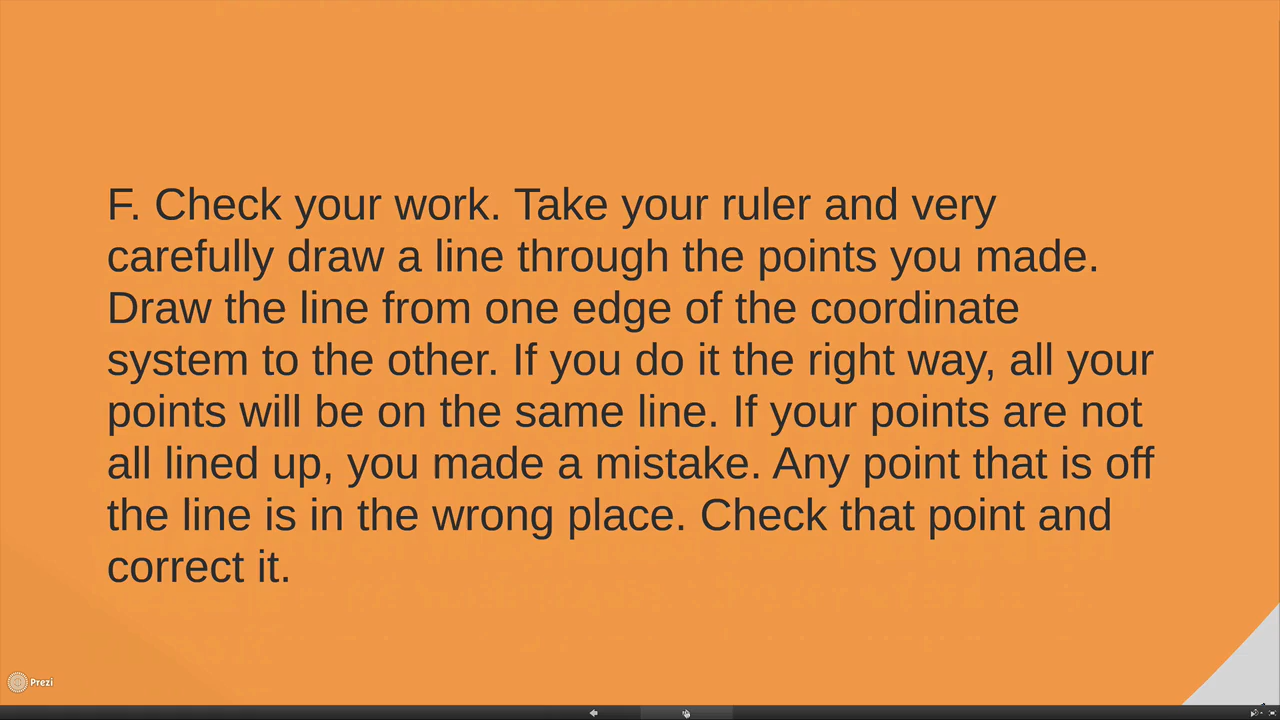 F. Check your work. Take your ruler and very
carefully draw a line through the points you made.
Draw the line from one edge of the coordinate
system to the other. If you do it the right way, all your
points will be on the same line. If your points are not
all lined up, you made a mistake. Any point that is off
the line is in the wrong place. Check that point and
correct it.
Prezi